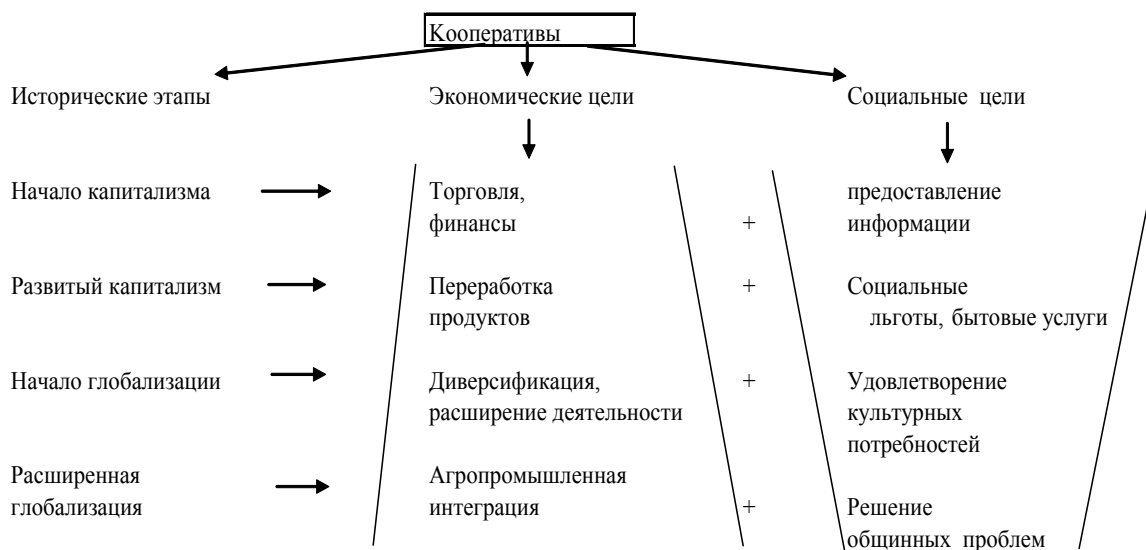 Кооперативы
Исторические этапы Экономические цели Социальные цели
Начало капитализма Торговля, предоставление
финансы + информации
Развитый капитализм Переработка + Социальные
продуктов льготы, бытовые услуги
Начало глобализации Диверсификация, + Удовлетворение
расширение деятельности культурных
потребностей
Расширенная Агропромышленная
глобализация интеграция + Решение
общинных проблем